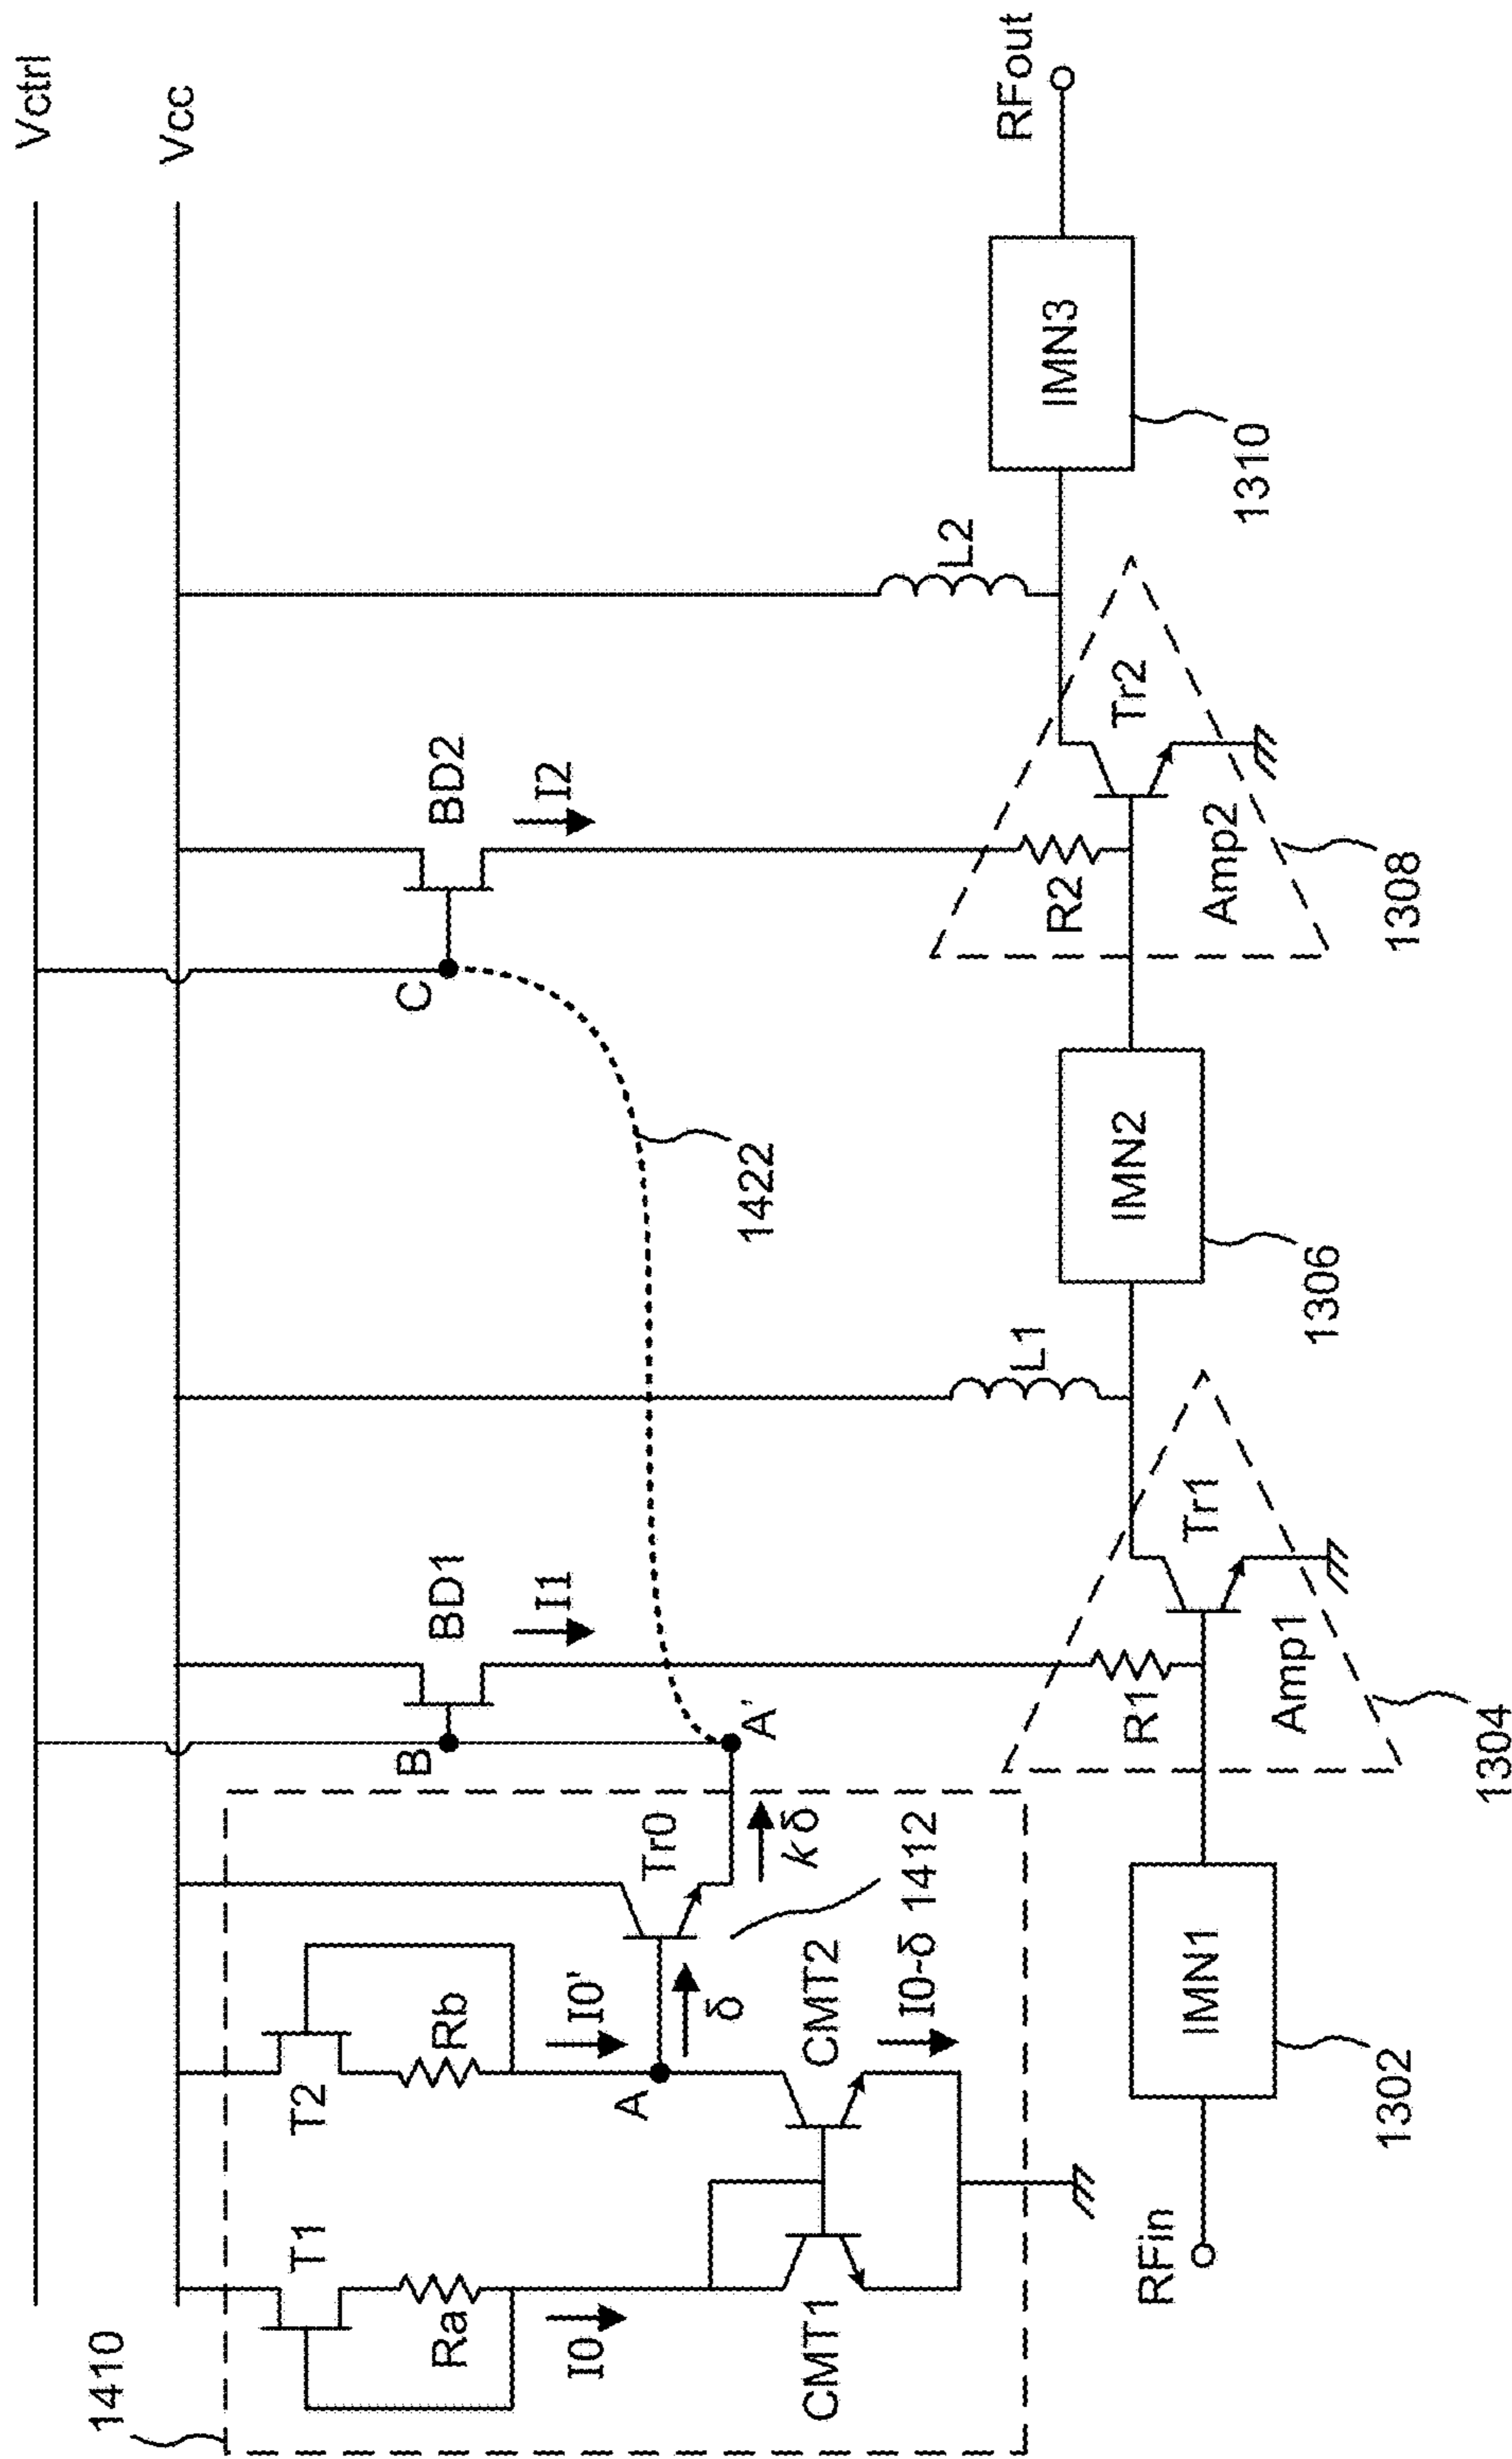 Vctrl
Vcc
1410
T1
Ra
I0
CMT1
T2
Rb
I0'
A
δ
CMT2
I0-δ
1412
Tr0
kδ
A'
B
BD1
I1
R1
Tr1
Amp1
1304
L1
1422
C
BD2
I2
R2
Tr2
Amp2
1308
L2
RFin
IMN1
1302
IMN2
1306
IMN3
1310
RFout